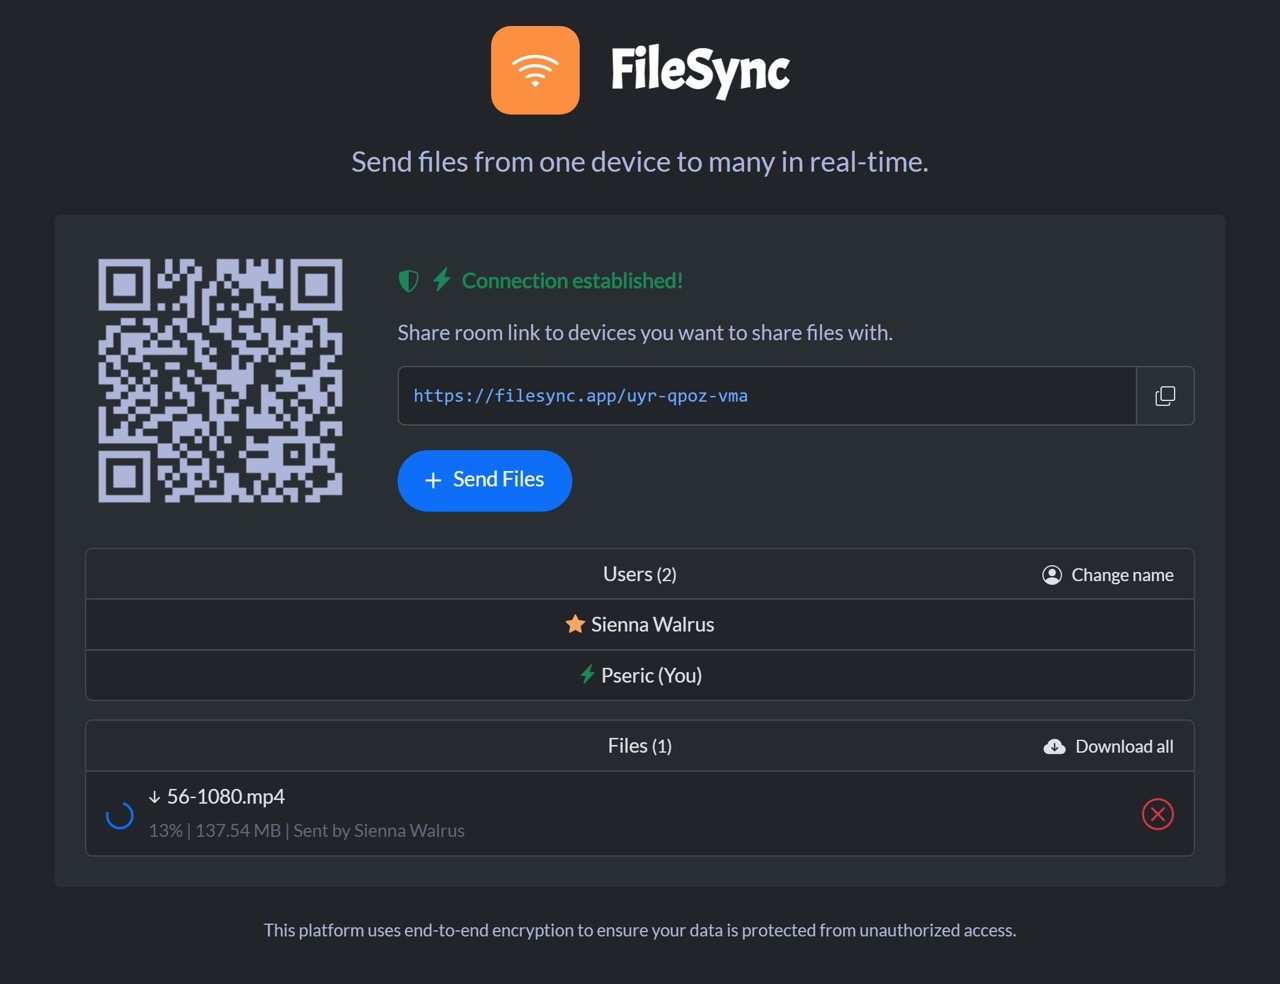 FileSync
Send files from one device to many in real-time.
Connection established!
Share room link to devices you want to share files with.
https://filesync.app/uyr-qpoz-vma
Send Files
Users (2)
Change name
Sienna Walrus
Pseric (You)
Files (1)
Download all
56-1080.mp4
13% | 137.54 MB | Sent by Sienna Walrus
This platform uses end-to-end encryption to ensure your data is protected from unauthorized access.